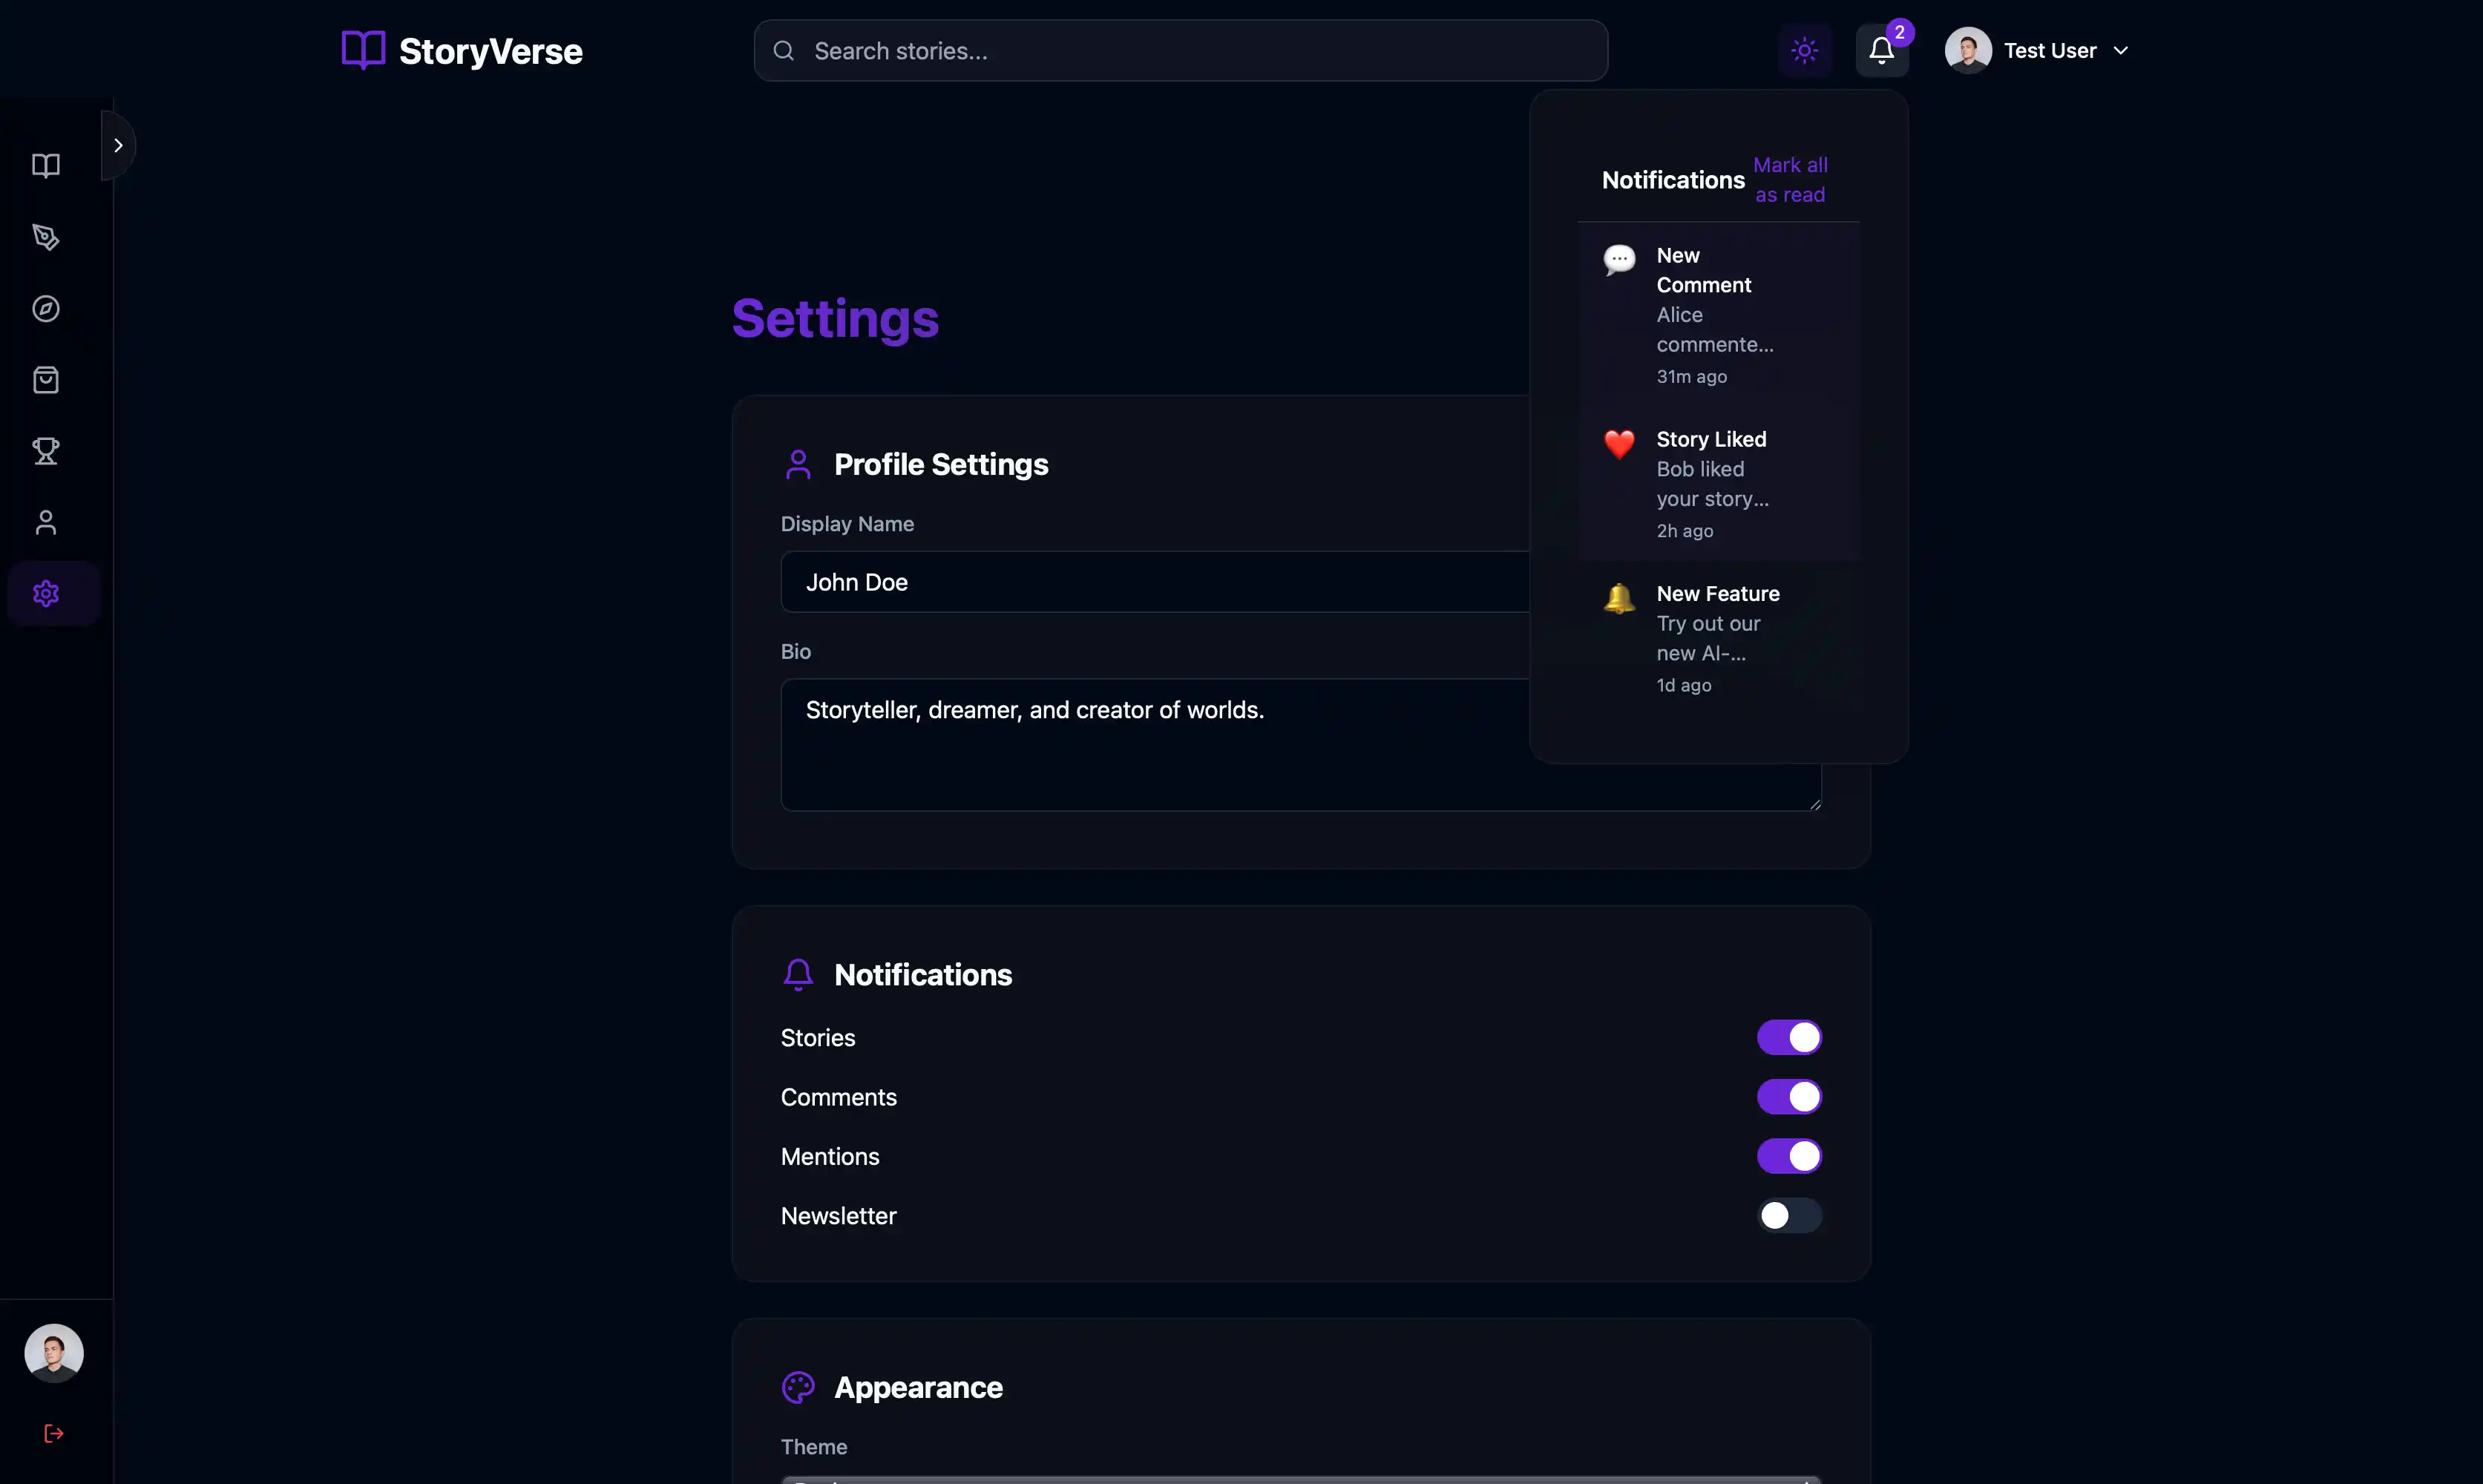 StoryVerse
Search stories...
2
Test User
Notifications
Mark all
as read
New
Comment
Alice
commente...
31m ago
Story Liked
Bob liked
your story...
2h ago
New Feature
Try out our
new AI-...
1d ago
Settings
Profile Settings
Display Name
John Doe
Bio
Storyteller, dreamer, and creator of worlds.
Notifications
Stories
Comments
Mentions
Newsletter
Appearance
Theme